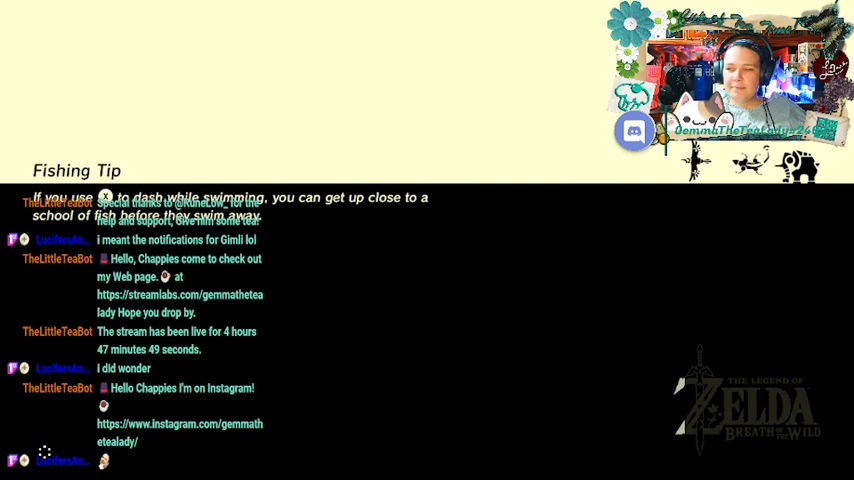 Fishing Tip
If you use X to dash while swimming, you can get up close to a
school of fish before they swim away.
TheLittleTeaBot Special thanks to @RuneLow_ for the
help and support, Give him some tea!
LucifersAn... i meant the notifications for Gimli lol
TheLittleTeaBot Hello, Chappies come to check out
my Web page. at
https://streamlabs.com/gemmathetea
lady Hope you drop by.
TheLittleTeaBot The stream has been live for 4 hours
47 minutes 49 seconds.
LucifersAn... i did wonder
TheLittleTeaBot Hello Chappies I'm on Instagram!
https://www.instagram.com/gemmath
etealady/
LucifersAn...
THE LEGEND OF
ZELDA
BREATH OF THE WILD